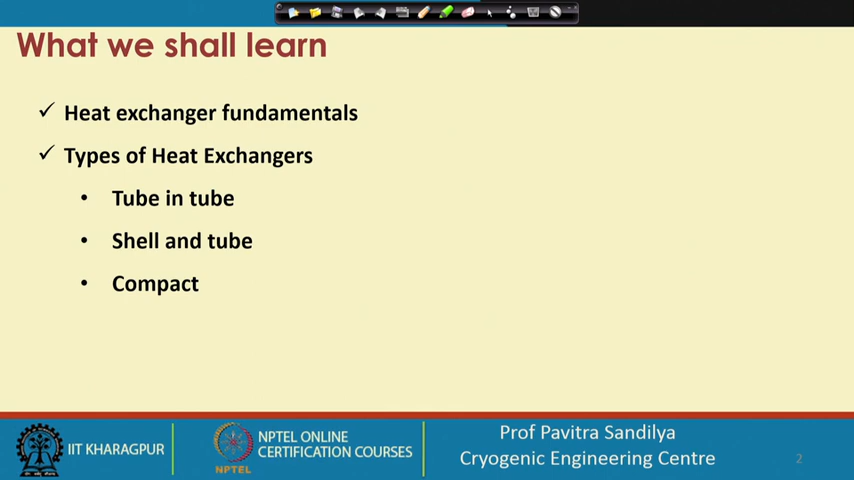 What we shall learn
✓ Heat exchanger fundamentals
✓ Types of Heat Exchangers
• Tube in tube
• Shell and tube
• Compact
IIT KHARAGPUR
NPTEL
NPTEL ONLINE
CERTIFICATION COURSES
Prof Pavitra Sandilya
Cryogenic Engineering Centre
2